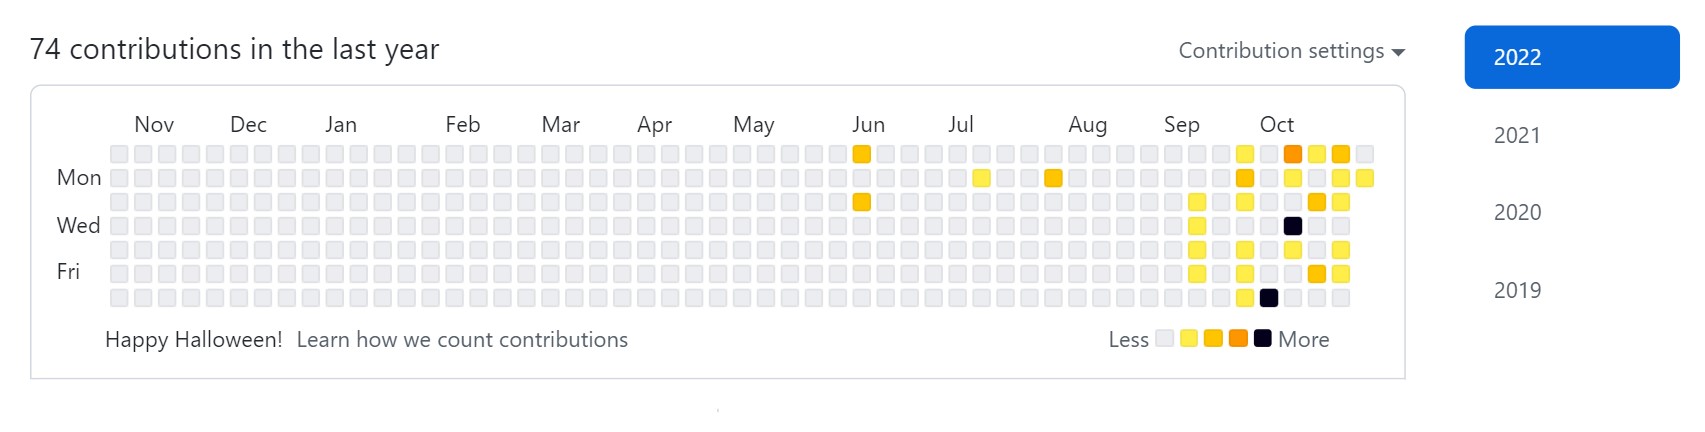 74 contributions in the last year
Contribution settings
2022
2021
2020
2019
Nov Dec Jan Feb Mar Apr May Jun Jul Aug Sep Oct
Mon
Wed
Fri
Happy Halloween! Learn how we count contributions
Less More